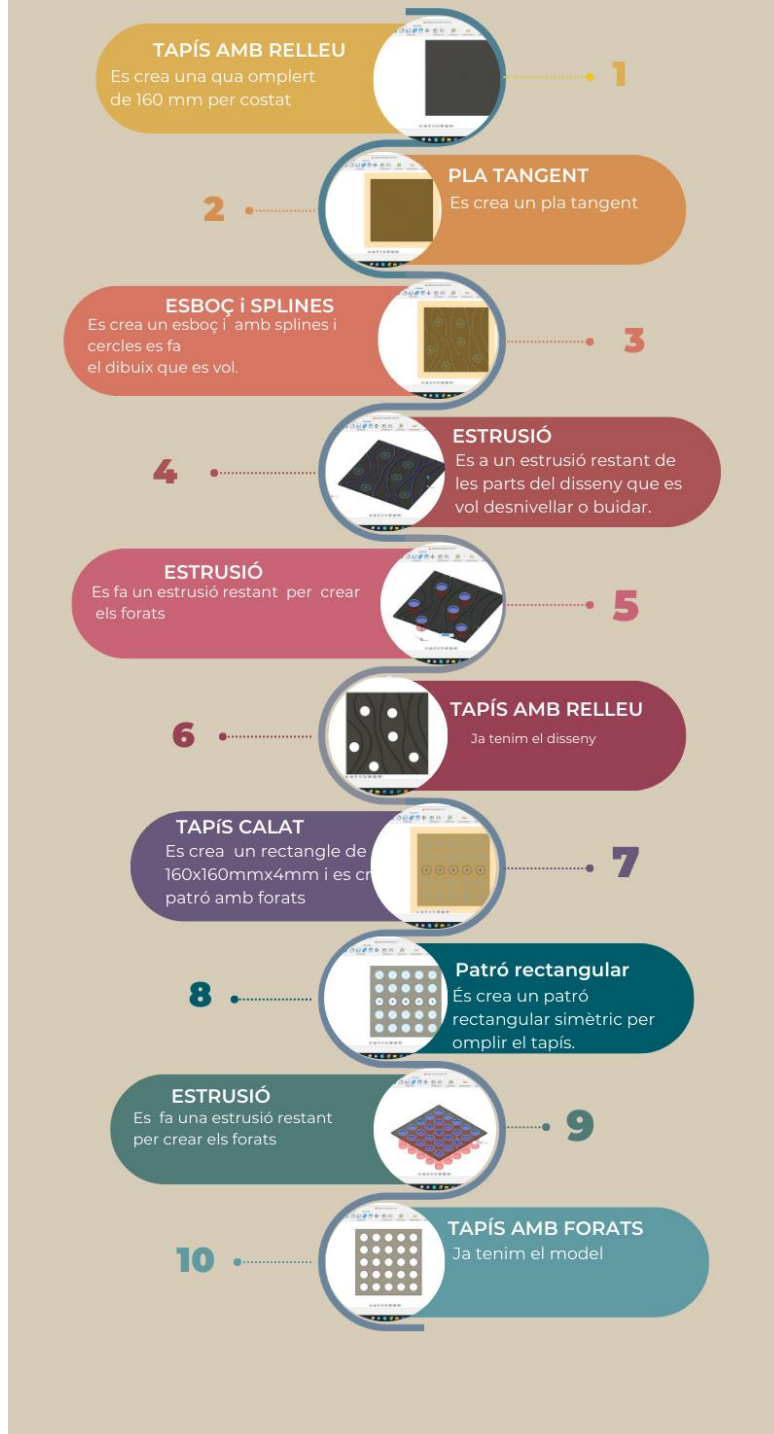 TAPÍS AMB RELLEU
Es crea una qua omplert
de 160 mm per costat
1
PLA TANGENT
Es crea un pla tangent
2
ESBOÇ i SPLINES
Es crea un esboç i amb splines i
cercles es fa
el dibuix que es vol.
3
ESTRUSIÓ
Es a un estrusió restant de
les parts del disseny que es
vol desnivellar o buidar.
4
ESTRUSIÓ
Es fa un estrusió restant per crear
els forats
5
TAPÍS AMB RELLEU
Ja tenim el disseny
6
TAPíS CALAT
Es crea un rectangle de
160x160mmx4mm i es cr
patró amb forats
7
Patró rectangular
És crea un patró
rectangular simètric per
omplir el tapís.
8
ESTRUSIÓ
Es fa una estrusió restant
per crear els forats
9
TAPÍS AMB FORATS
Ja tenim el model
10